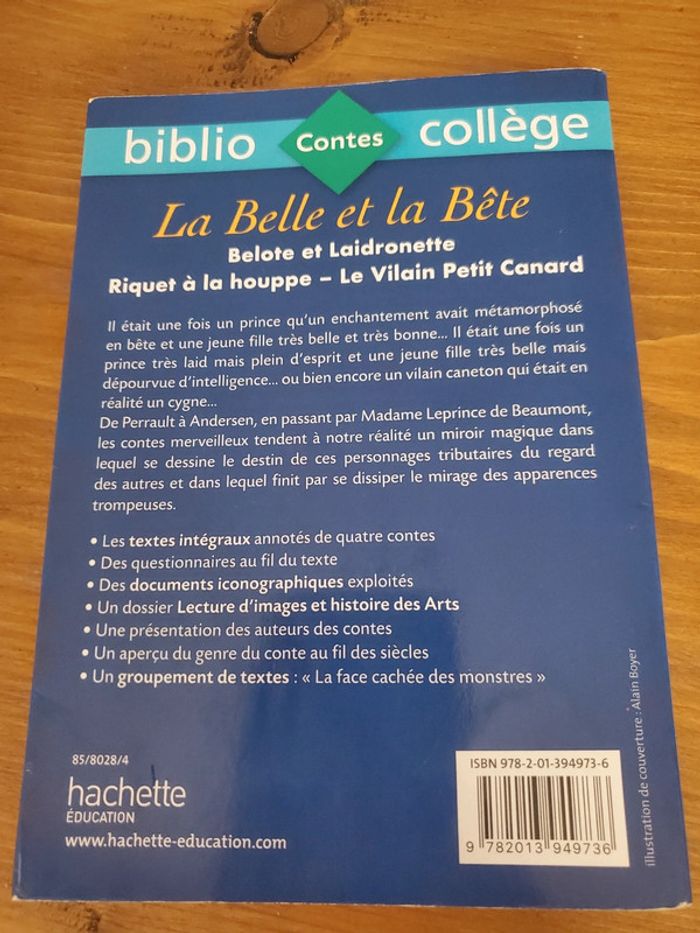 biblio Contes collège
La Belle et la Bête
Belote et Laidronette
Riquet à la houppe – Le Vilain Petit Canard
Il était une fois un prince qu'un enchantement avait métamorphosé
en bête et une jeune fille très belle et très bonne... Il était une fois un
prince très laid mais plein d'esprit et une jeune fille très belle mais
dépourvue d'intelligence... ou bien encore un vilain caneton qui était en
réalité un cygne...
De Perrault à Andersen, en passant par Madame Leprince de Beaumont,
les contes merveilleux tendent à notre réalité un miroir magique dans
lequel se dessine le destin de ces personnages tributaires du regard
des autres et dans lequel finit par se dissiper le mirage des apparences
trompeuses.
• Les textes intégraux annotés de quatre contes
• Des questionnaires au fil du texte
• Des documents iconographiques exploités
• Un dossier Lecture d'images et histoire des Arts
• Une présentation des auteurs des contes
• Un aperçu du genre du conte au fil des siècles
• Un groupement de textes : « La face cachée des monstres »
85/8028/4
hachette
ÉDUCATION
www.hachette-education.com
ISBN 978-2-01-394973-6
9 782013 949736
illustration de couverture : Alain Boyer